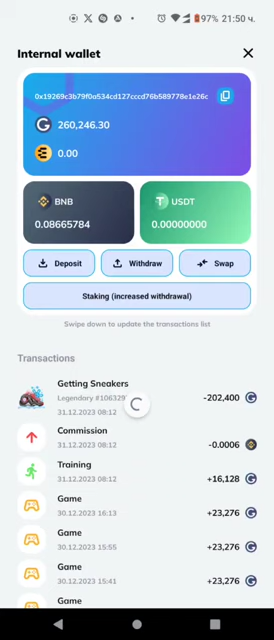 97% 21:50 ч.
Internal wallet
0x19269c3b79f0a534cd127cccd76b589778e1e26c
260,246.30
0.00
BNB
0.08665784
USDT
0.00000000
Deposit
Withdraw
Swap
Staking (increased withdrawal)
Swipe down to update the transactions list
Transactions
Getting Sneakers
Legendary #106329
-202,400
31.12.2023 08:12
Commission
31.12.2023 08:12
-0.0006
Training
31.12.2023 08:12
+16,128
Game
30.12.2023 16:13
+23,276
Game
30.12.2023 15:55
+23,276
Game
30.12.2023 15:41
+23,276
Game